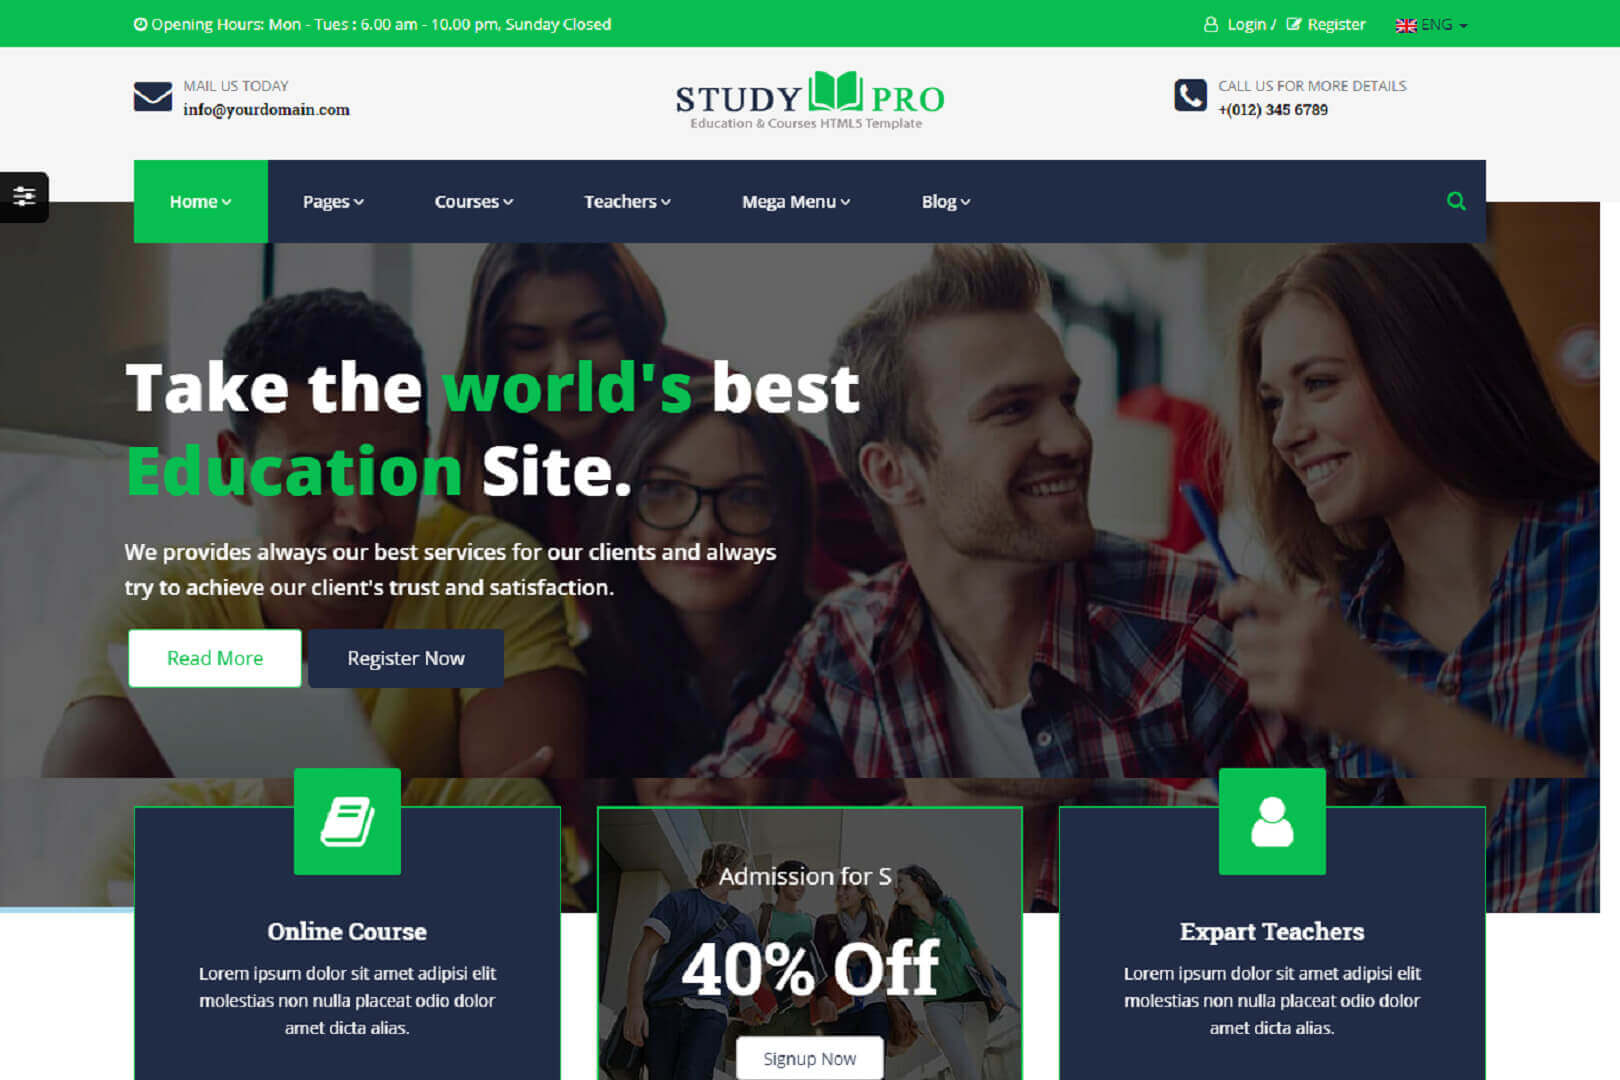 Opening Hours: Mon - Tues : 6.00 am - 10.00 pm, Sunday Closed
Login / Register ENG
MAIL US TODAY
info@yourdomain.com
STUDY PRO
Education & Courses HTML5 Template
CALL US FOR MORE DETAILS
+(012) 345 6789
Home Pages Courses Teachers Mega Menu Blog
Take the world's best
Education Site.
We provides always our best services for our clients and always
try to achieve our client's trust and satisfaction.
Read More Register Now
Online Course
Lorem ipsum dolor sit amet adipisi elit
molestias non nulla placeat odio dolor
amet dicta alias.
Admission for S
40% Off
Signup Now
Expart Teachers
Lorem ipsum dolor sit amet adipisi elit
molestias non nulla placeat odio dolor
amet dicta alias.